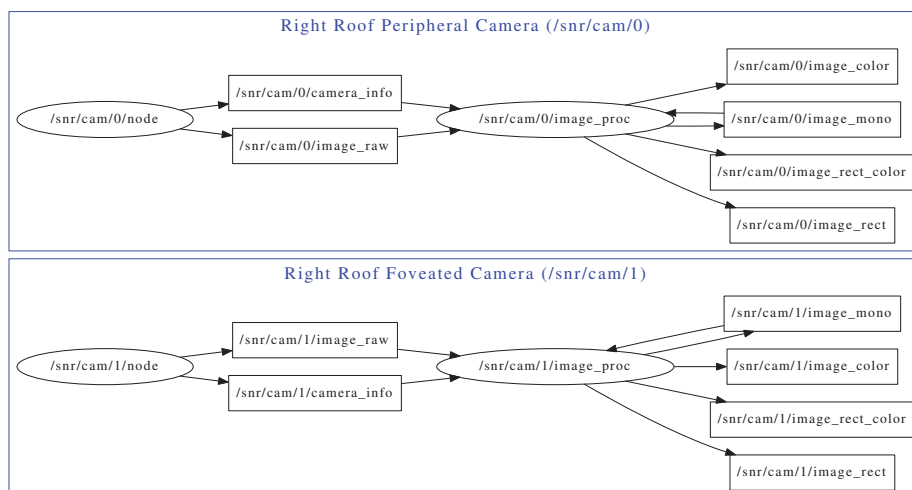 Right Roof Peripheral Camera (/snr/cam/0)
/snr/cam/0/node
/snr/cam/0/camera_info
/snr/cam/0/image_raw
/snr/cam/0/image_proc
/snr/cam/0/image_color
/snr/cam/0/image_mono
/snr/cam/0/image_rect_color
/snr/cam/0/image_rect
Right Roof Foveated Camera (/snr/cam/1)
/snr/cam/1/node
/snr/cam/1/image_raw
/snr/cam/1/camera_info
/snr/cam/1/image_proc
/snr/cam/1/image_mono
/snr/cam/1/image_color
/snr/cam/1/image_rect_color
/snr/cam/1/image_rect